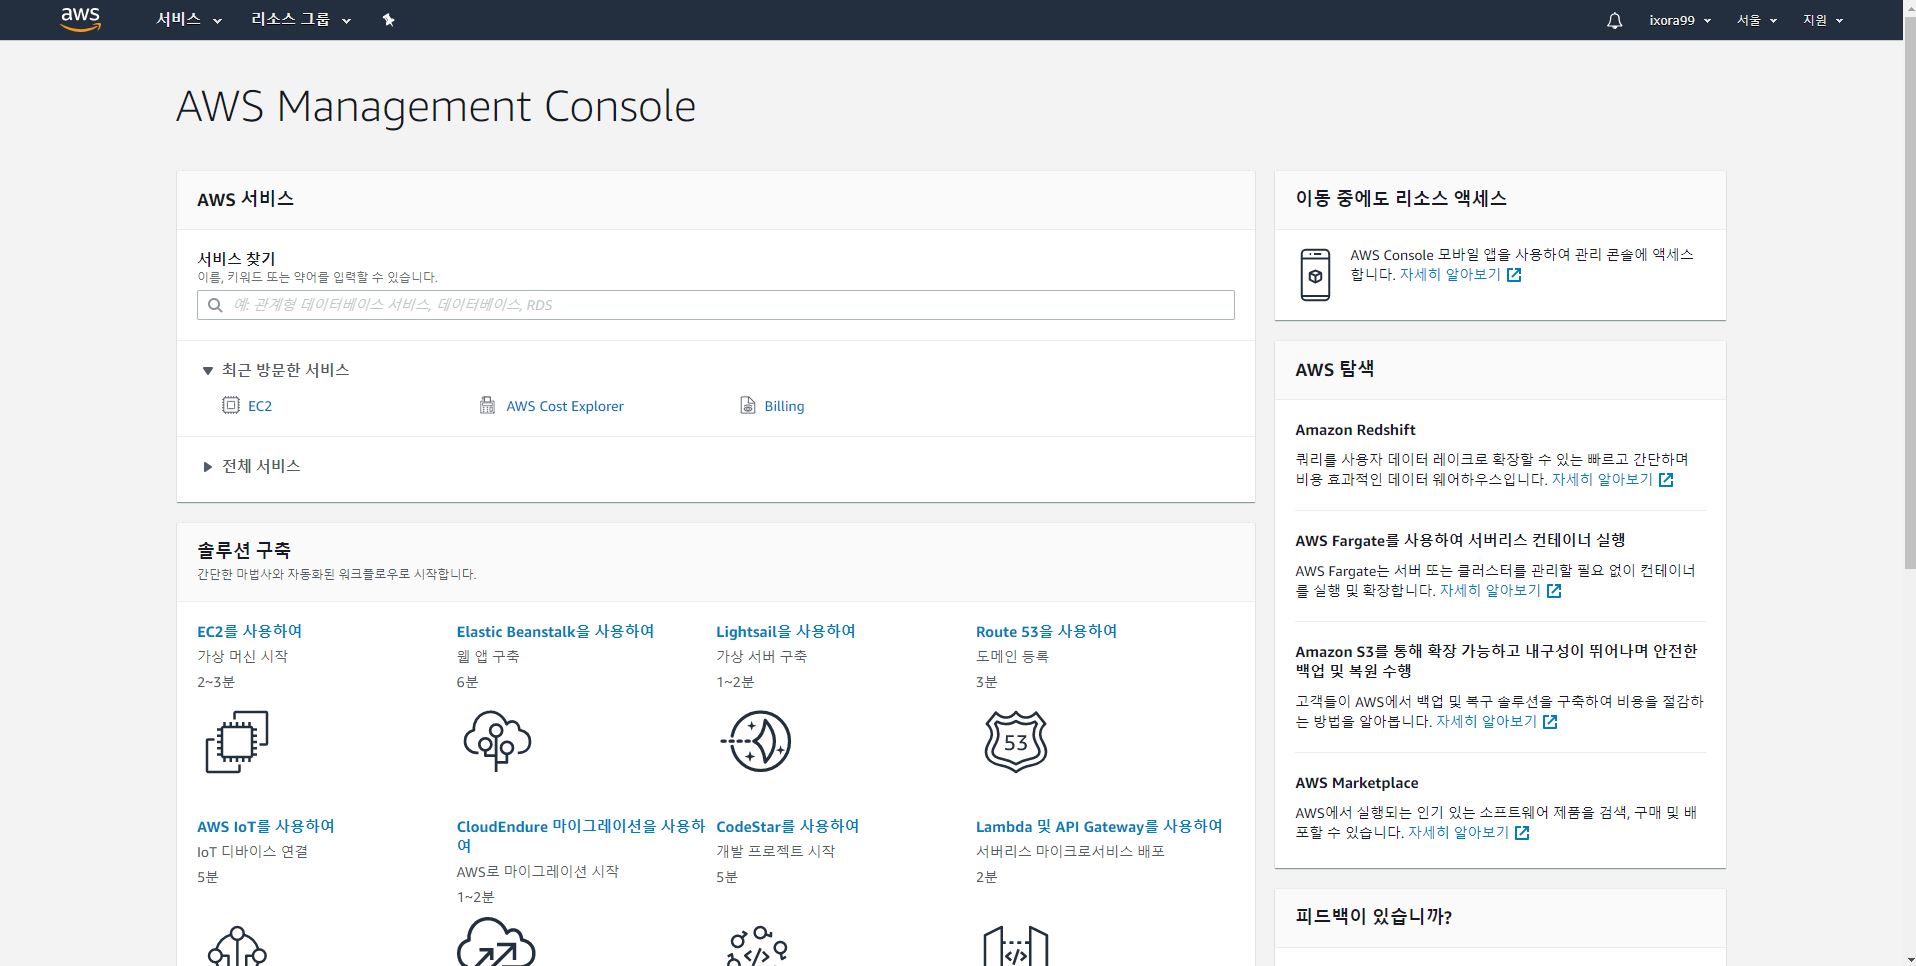 aws 서비스 리소스 그룹 ixora99 서울 지원
AWS Management Console
AWS 서비스
서비스 찾기
이름, 키워드 또는 약어를 입력할 수 있습니다.
예: 관계형 데이터베이스 서비스, 데이터베이스, RDS
최근 방문한 서비스
EC2 AWS Cost Explorer Billing
전체 서비스
솔루션 구축
간단한 마법사와 자동화된 워크플로우로 시작합니다.
EC2를 사용하여
가상 머신 시작
2~3분
Elastic Beanstalk을 사용하여
웹 앱 구축
6분
Lightsail을 사용하여
가상 서버 구축
1~2분
Route 53을 사용하여
도메인 등록
3분
53
AWS IoT를 사용하여
IoT 디바이스 연결
5분
CloudEndure 마이그레이션을 사용하
여
AWS로 마이그레이션 시작
1~2분
CodeStar를 사용하여
개발 프로젝트 시작
5분
Lambda 및 API Gateway를 사용하여
서버리스 마이크로서비스 배포
2분
이동 중에도 리소스 액세스
AWS Console 모바일 앱을 사용하여 관리 콘솔에 액세스
합니다. 자세히 알아보기
AWS 탐색
Amazon Redshift
쿼리를 사용자 데이터 레이크로 확장할 수 있는 빠르고 간단하며
비용 효과적인 데이터 웨어하우스입니다. 자세히 알아보기
AWS Fargate를 사용하여 서버리스 컨테이너 실행
AWS Fargate는 서버 또는 클러스터를 관리할 필요 없이 컨테이너
를 실행 및 확장합니다. 자세히 알아보기
Amazon S3를 통해 확장 가능하고 내구성이 뛰어나며 안전한
백업 및 복원 수행
고객들이 AWS에서 백업 및 복구 솔루션을 구축하여 비용을 절감하
는 방법을 알아봅니다. 자세히 알아보기
AWS Marketplace
AWS에서 실행되는 인기 있는 소프트웨어 제품을 검색, 구매 및 배
포할 수 있습니다. 자세히 알아보기
피드백이 있습니까?